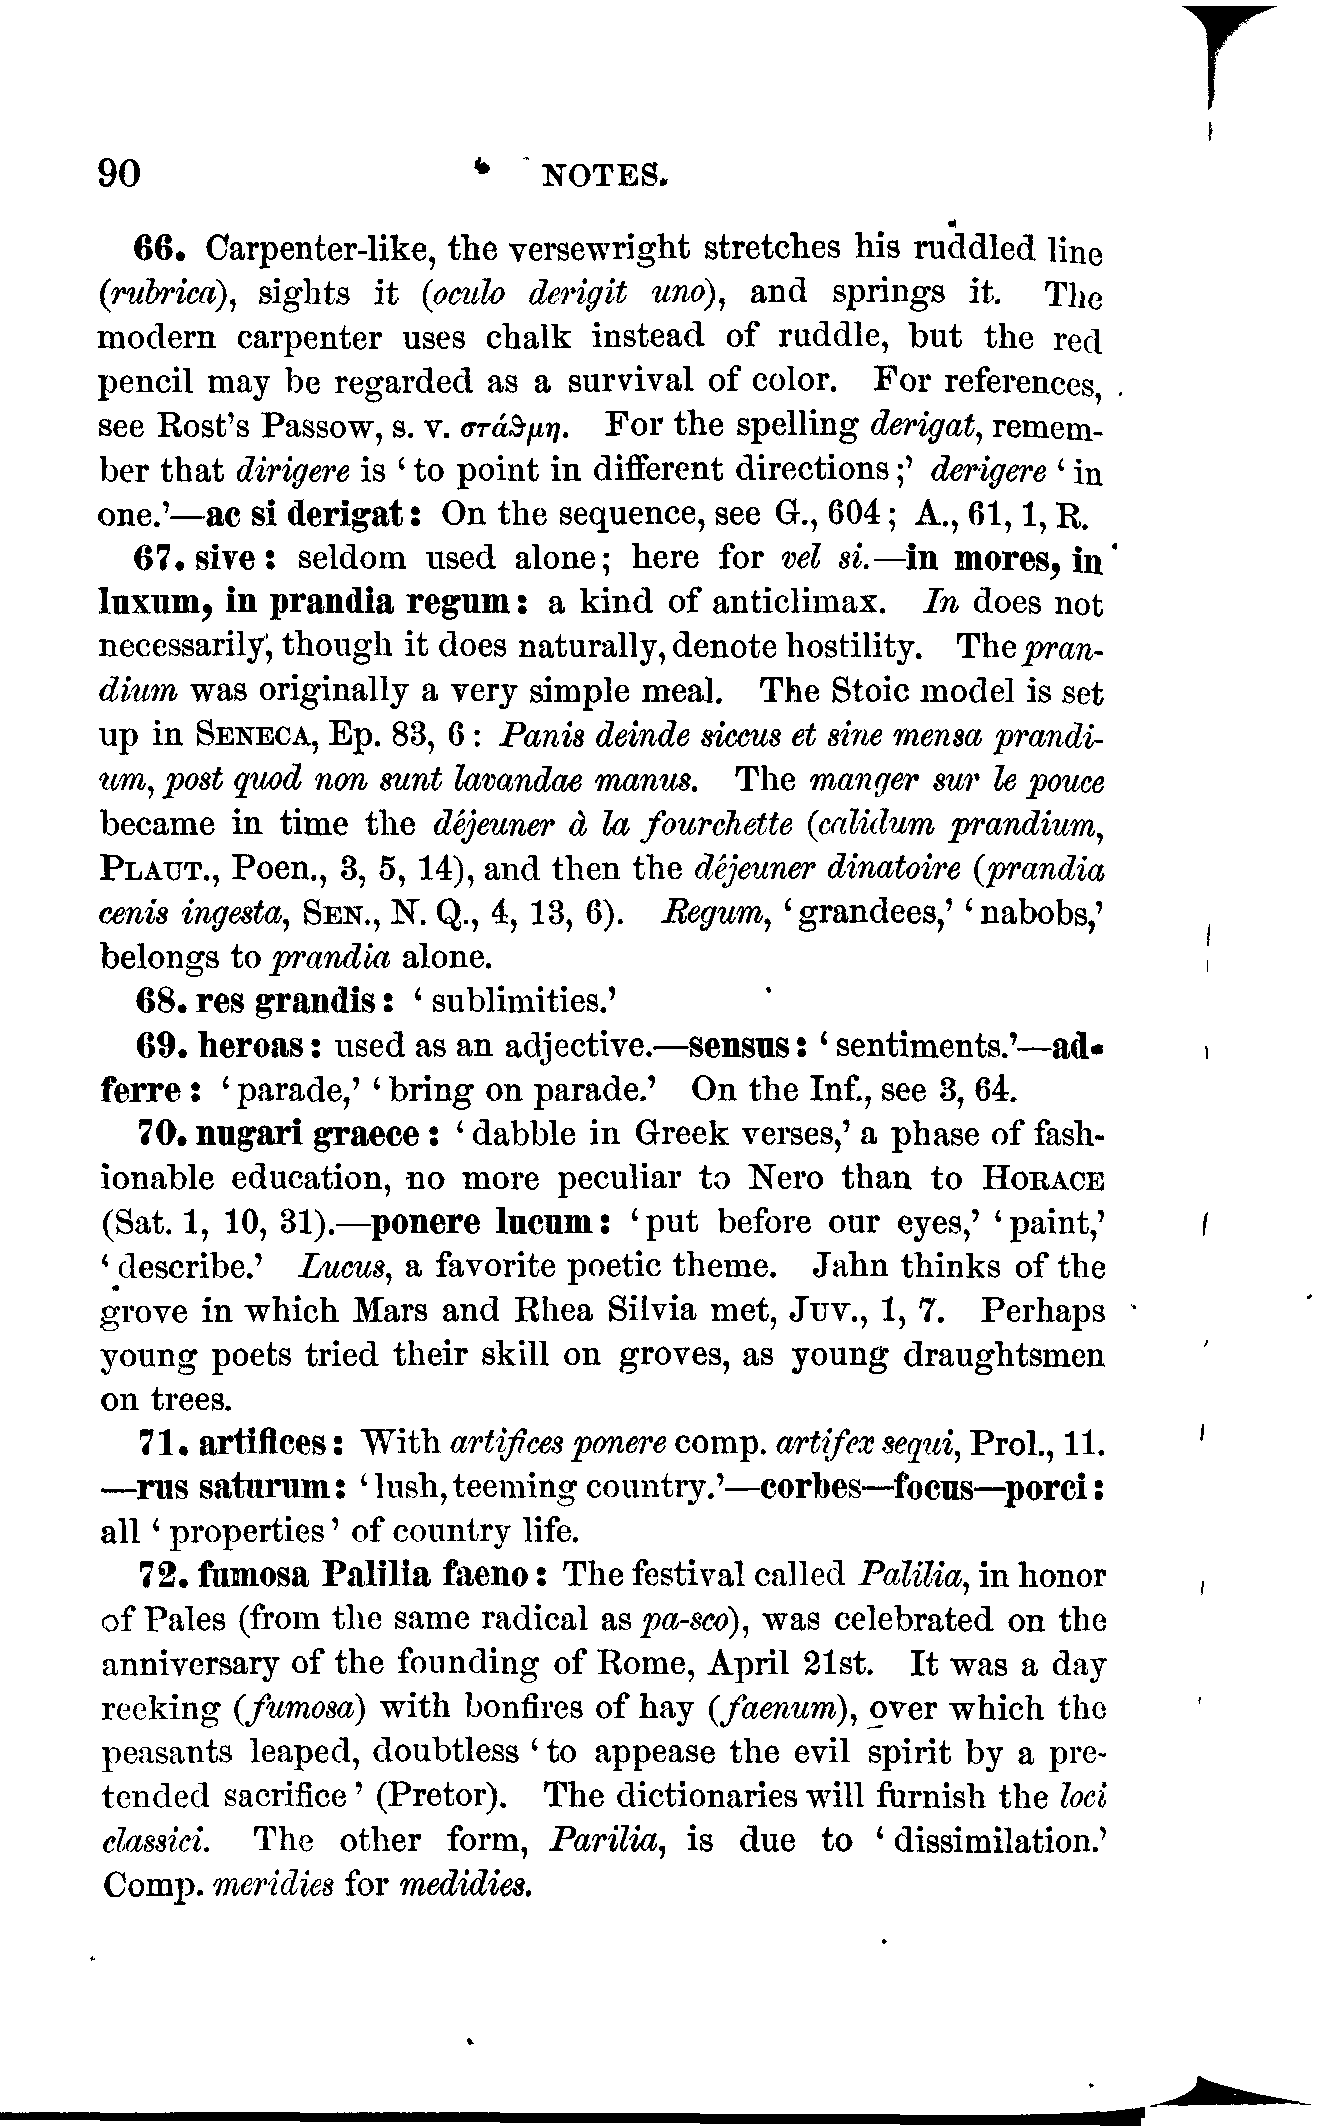 90 NOTES.
66. Carpenter-like, the versewright stretches his ruddled line
(rubrica), sights it (oculo derigit uno), and springs it. The
modern carpenter uses chalk instead of ruddle, but the red
pencil may be regarded as a survival of color. For references,
see Rost's Passow, s. v. στάϑμη. For the spelling derigat, remem-
ber that dirigere is ‘to point in different directions;’ derigere ‘in
one.’—ac si derigat: On the sequence, see G., 604; A., 61, 1, R.
67. sive: seldom used alone; here for vel si.—in mores, in
luxum, in prandia regum: a kind of anticlimax. In does not
necessarily, though it does naturally, denote hostility. The pran-
dium was originally a very simple meal. The Stoic model is set
up in SENECA, Ep. 83, 6: Panis deinde siccus et sine mensa prandi-
um, post quod non sunt lavandae manus. The manger sur le pouce
became in time the déjeuner à la fourchette (calidum prandium,
PLAUT., Poen., 3, 5, 14), and then the déjeuner dinatoire (prandia
cenis ingesta, SEN., N. Q., 4, 13, 6). Regum, ‘grandees,’ ‘nabobs,’
belongs to prandia alone.
68. res grandis: ‘sublimities.’
69. heroas: used as an adjective.—sensus: ‘sentiments.’—ad-
ferre: ‘parade,’ ‘bring on parade.’ On the Inf., see 3, 64.
70. nugari graece: ‘dabble in Greek verses,’ a phase of fash-
ionable education, no more peculiar to Nero than to HORACE
(Sat. 1, 10, 31).—ponere lucum: ‘put before our eyes,’ ‘paint,’
‘describe.’ Lucus, a favorite poetic theme. Jahn thinks of the
grove in which Mars and Rhea Silvia met, JUV., 1, 7. Perhaps
young poets tried their skill on groves, as young draughtsmen
on trees.
71. artifices: With artifices ponere comp. artifex sequi, Prol., 11.
—rus saturum: ‘lush, teeming country.’—corbes—focus—porci:
all ‘properties’ of country life.
72. fumosa Palilia faeno: The festival called Palilia, in honor
of Pales (from the same radical as pa-sco), was celebrated on the
anniversary of the founding of Rome, April 21st. It was a day
reeking (fumosa) with bonfires of hay (faenum), over which the
peasants leaped, doubtless ‘to appease the evil spirit by a pre-
tended sacrifice’ (Pretor). The dictionaries will furnish the loci
classici. The other form, Parilia, is due to ‘dissimilation.’
Comp. meridies for medidies.